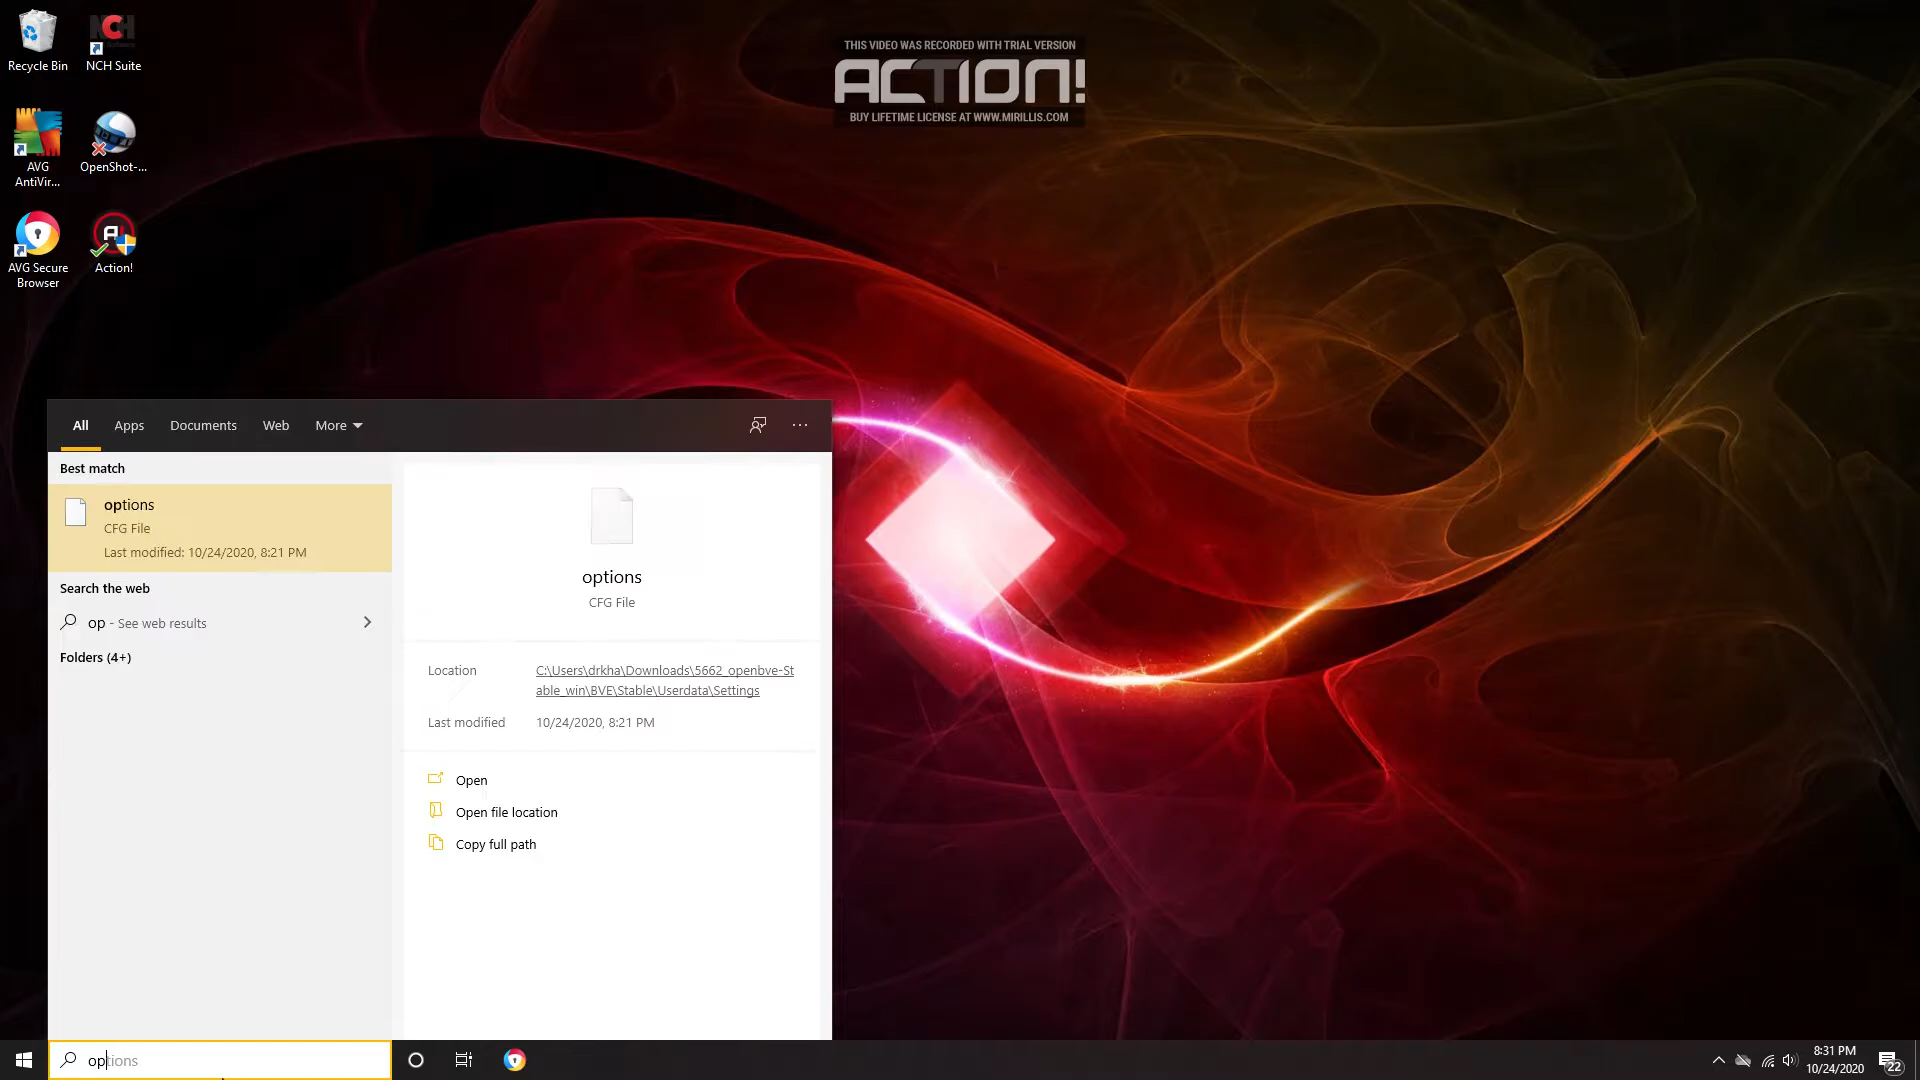 Recycle Bin
NCH Suite
AVG
AntiVir...
OpenShot-...
AVG Secure
Browser
Action!
THIS VIDEO WAS RECORDED WITH TRIAL VERSION
ACTION!
BUY LIFETIME LICENSE AT WWW.MIRILLIS.COM
All
Apps
Documents
Web
More
Best match
options
CFG File
Last modified: 10/24/2020, 8:21 PM
Search the web
op - See web results
Folders (4+)
options
CFG File
Location
C:\Users\drkha\Downloads\5662_openbve-St
able_win\BVE\Stable\Userdata\Settings
Last modified
10/24/2020, 8:21 PM
Open
Open file location
Copy full path
options
8:31 PM
10/24/2020
22